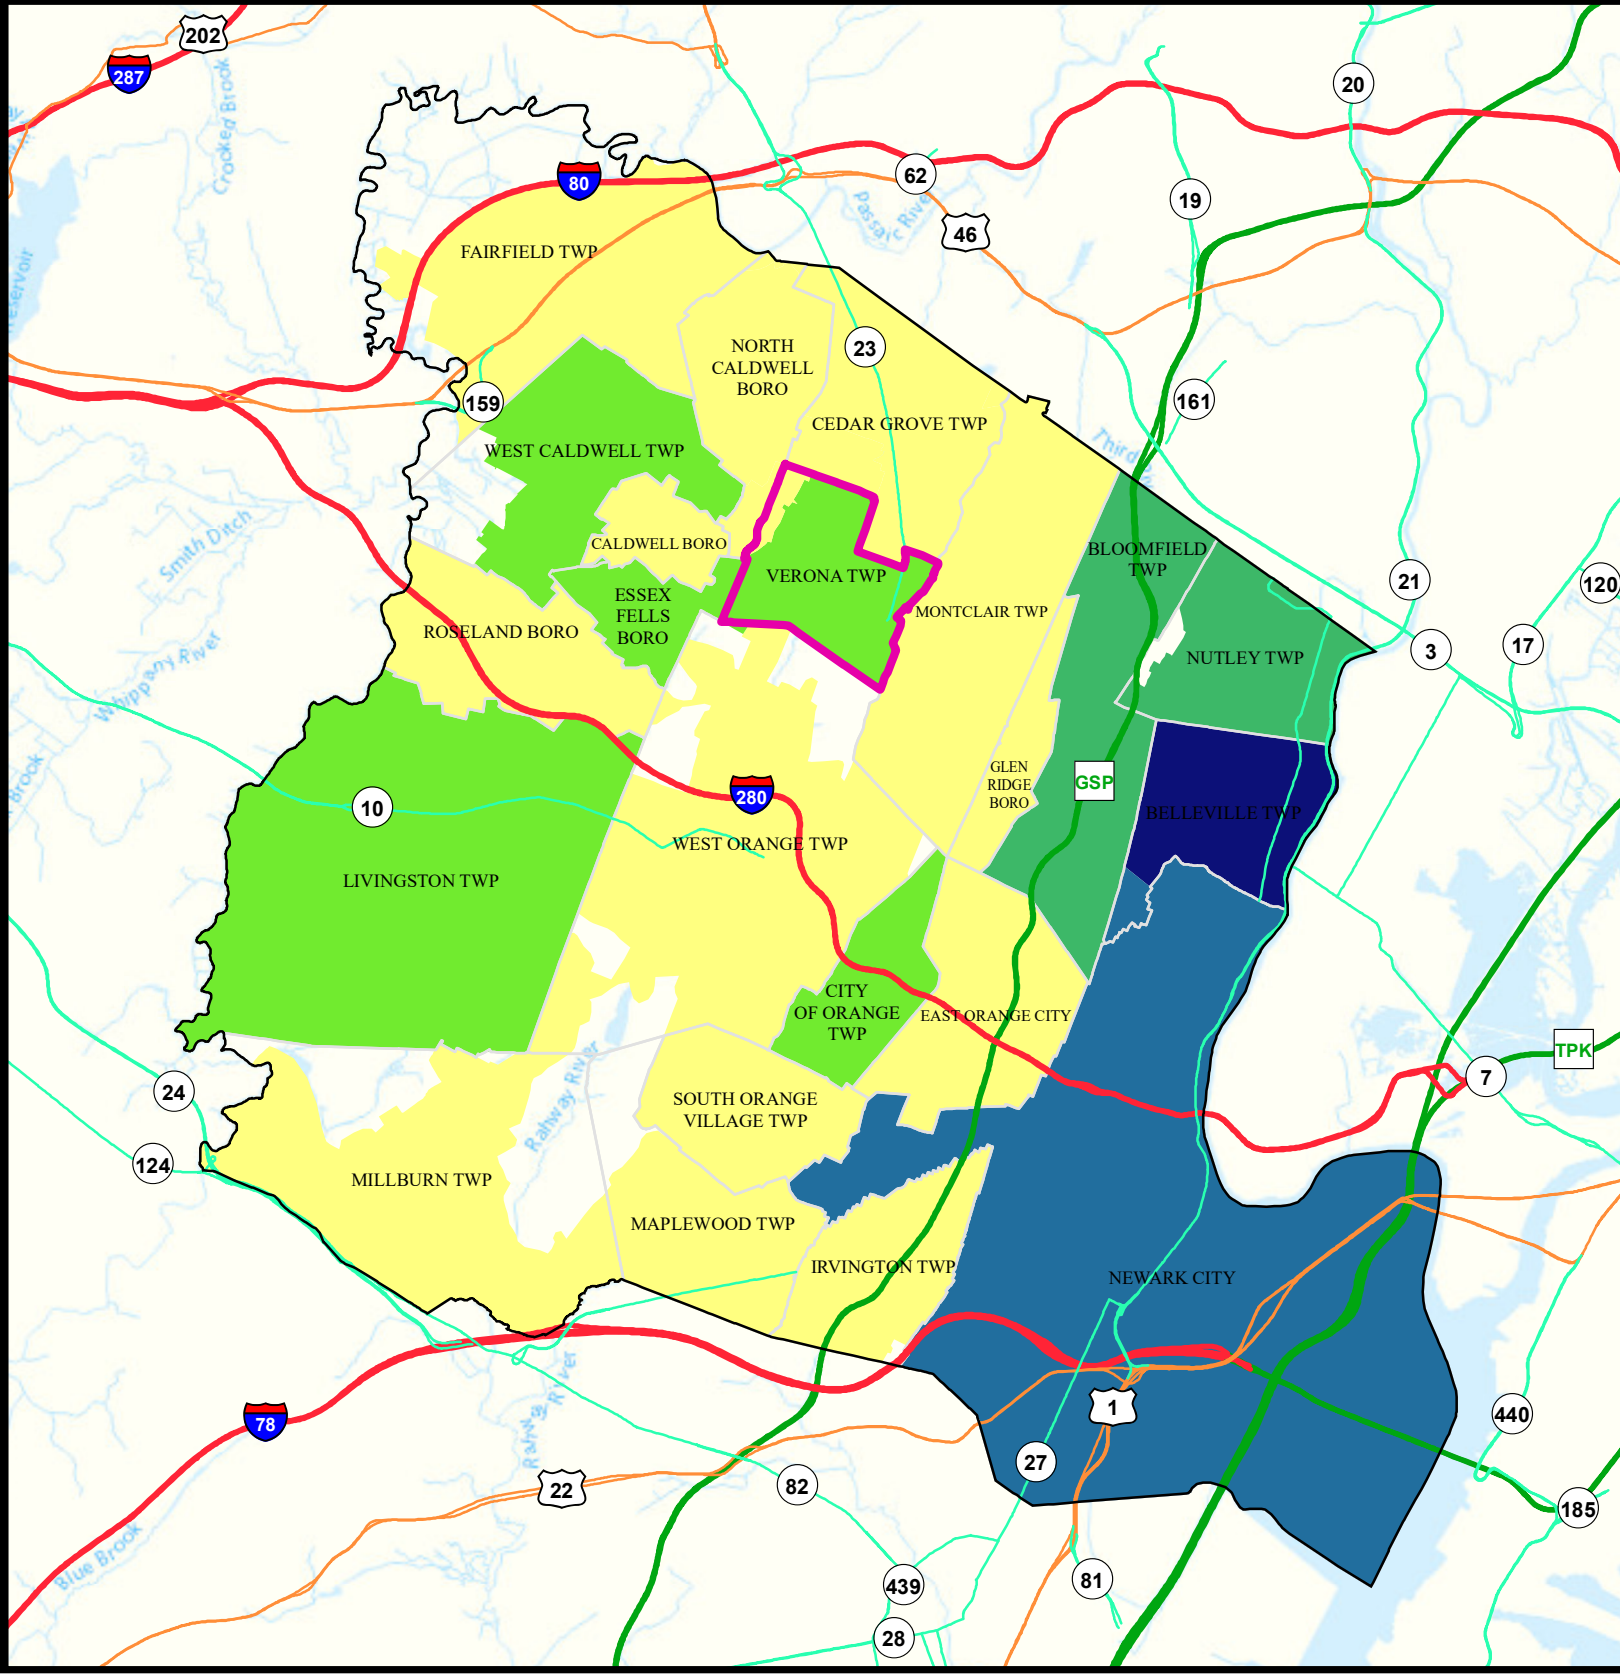 202
287
Crooked Brook
20
80
62
19
Passaic River
46
FAIRFIELD TWP
Reservoir
NORTH
CALDWELL
BORO
23
159
161
CEDAR GROVE TWP
WEST CALDWELL TWP
Third
Smith Ditch
CALDWELL BORO
BLOOMFIELD
TWP
VERONA TWP
21
120
ESSEX
FELLS
BORO
MONTCLAIR TWP
ROSELAND BORO
Whippany River
NUTLEY TWP
3
17
Brook
GLEN
RIDGE
BORO
GSP
280
10
BELLEVILLE TWP
WEST ORANGE TWP
LIVINGSTON TWP
CITY
OF ORANGE
TWP
EAST ORANGE CITY
TPK
7
24
Rahway River
SOUTH ORANGE
VILLAGE TWP
124
MILLBURN TWP
MAPLEWOOD TWP
IRVINGTON TWP
NEWARK CITY
78
Rahway River
1
440
27
22
82
185
Blue Brook
439
81
28